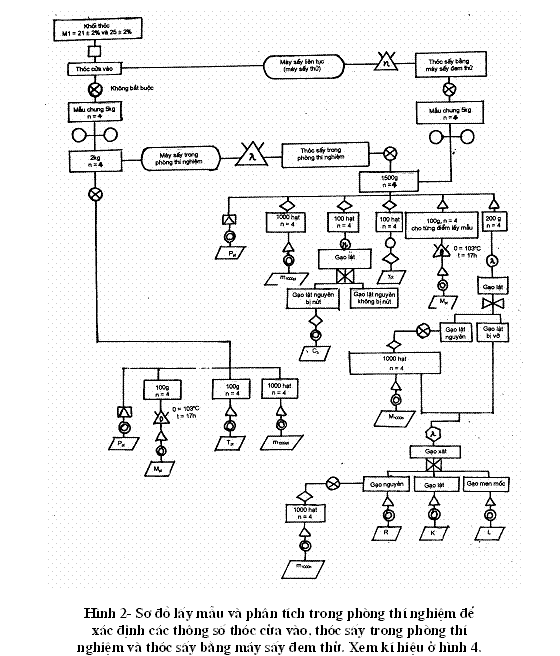 Khối thóc
M1 = 21 ± 2% và 25 ± 2%
Thóc cửa vào
Máy sấy liên tục
(máy sấy thử)
n
Thóc sấy bằng
máy sấy đem thử
Không bắt buộc
Mẫu chung 5kg
n = 4
Mẫu chung 5kg
n = 4
2kg
n = 4
Máy sấy trong
phòng thí nghiệm
λ
Thóc sấy trong
phòng thí nghiệm
1500g
n = 4
1000 hạt
n = 4
100 hạt
n = 4
100 hạt
n = 4
100g, n = 4
cho từng điểm lấy mẫu
200 g
n = 4
0 = 103°C
t = 17h
Gạo lật
Gạo lật
Gạo lật nguyên
bị nứt
Gạo lật nguyên
không bị nứt
Gạo lật
nguyên
Gạo lật
bị vỡ
1000 hạt
n = 4
100g
n = 4
0 = 103°C
t = 17h
100g
n = 4
1000 hạt
n = 4
λ
Gạo xát
Gạo nguyên
Gạo lật
Gạo men mốc
1000 hạt
n = 4
R
K
L
Hình 2- Sơ đồ lấy mẫu và phân tích trong phòng thí nghiệm để
xác định các thông số thóc cửa vào, thóc sấy trong phòng thí
nghiệm và thóc sấy bằng máy sấy đem thử. Xem kí hiệu ở hình 4.